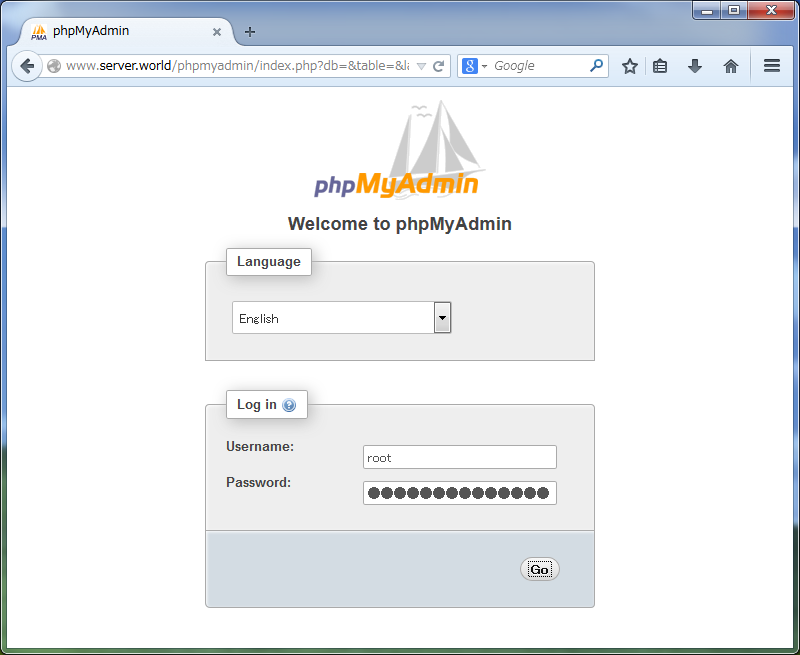 phpMyAdmin
www.server.world/phpmyadmin/index.php?db=&table=&la
Google
phpMyAdmin
Welcome to phpMyAdmin
Language
English
Log in
Username:
root
Password:
Go